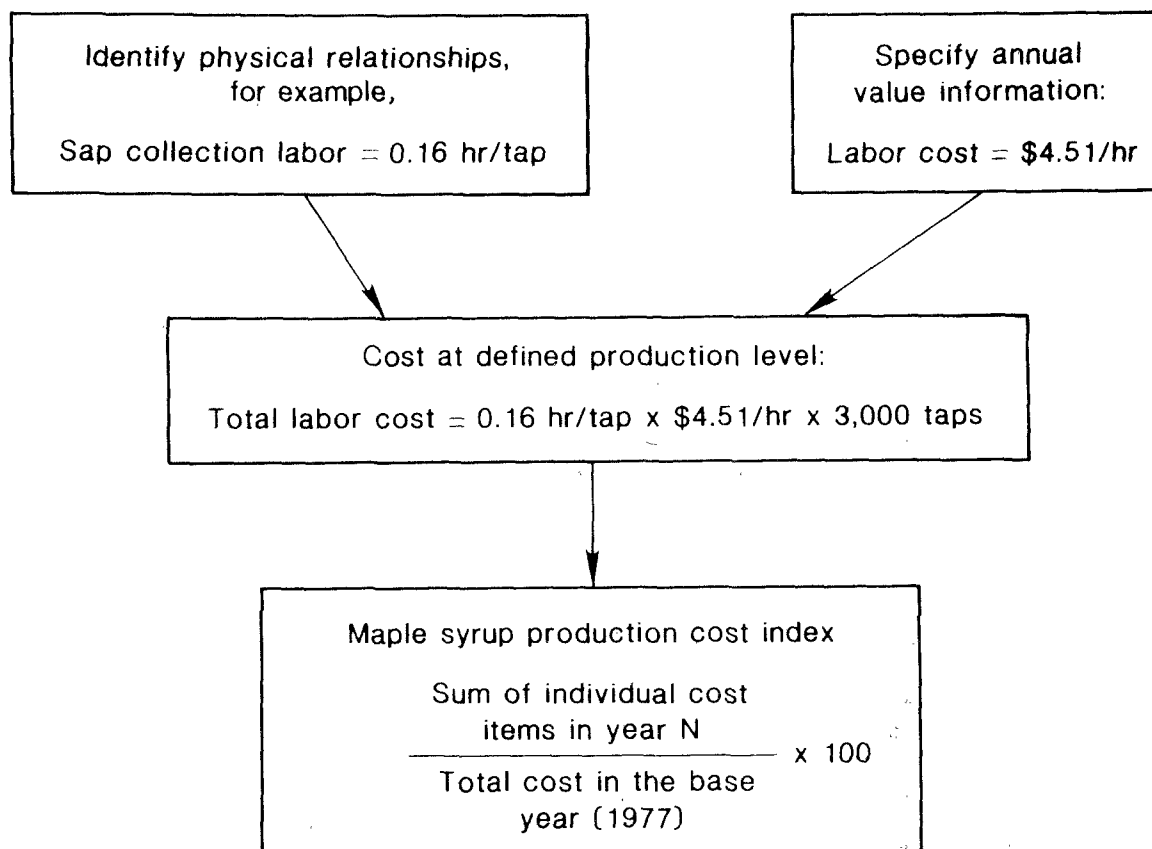 Identify physical relationships,
for example,
Sap collection labor = 0.16 hr/tap
Specify annual
value information:
Labor cost = $4.51/hr
Cost at defined production level:
Total labor cost = 0.16 hr/tap x $4.51/hr x 3,000 taps
Maple syrup production cost index
Sum of individual cost
items in year N
x 100
Total cost in the base
year (1977)